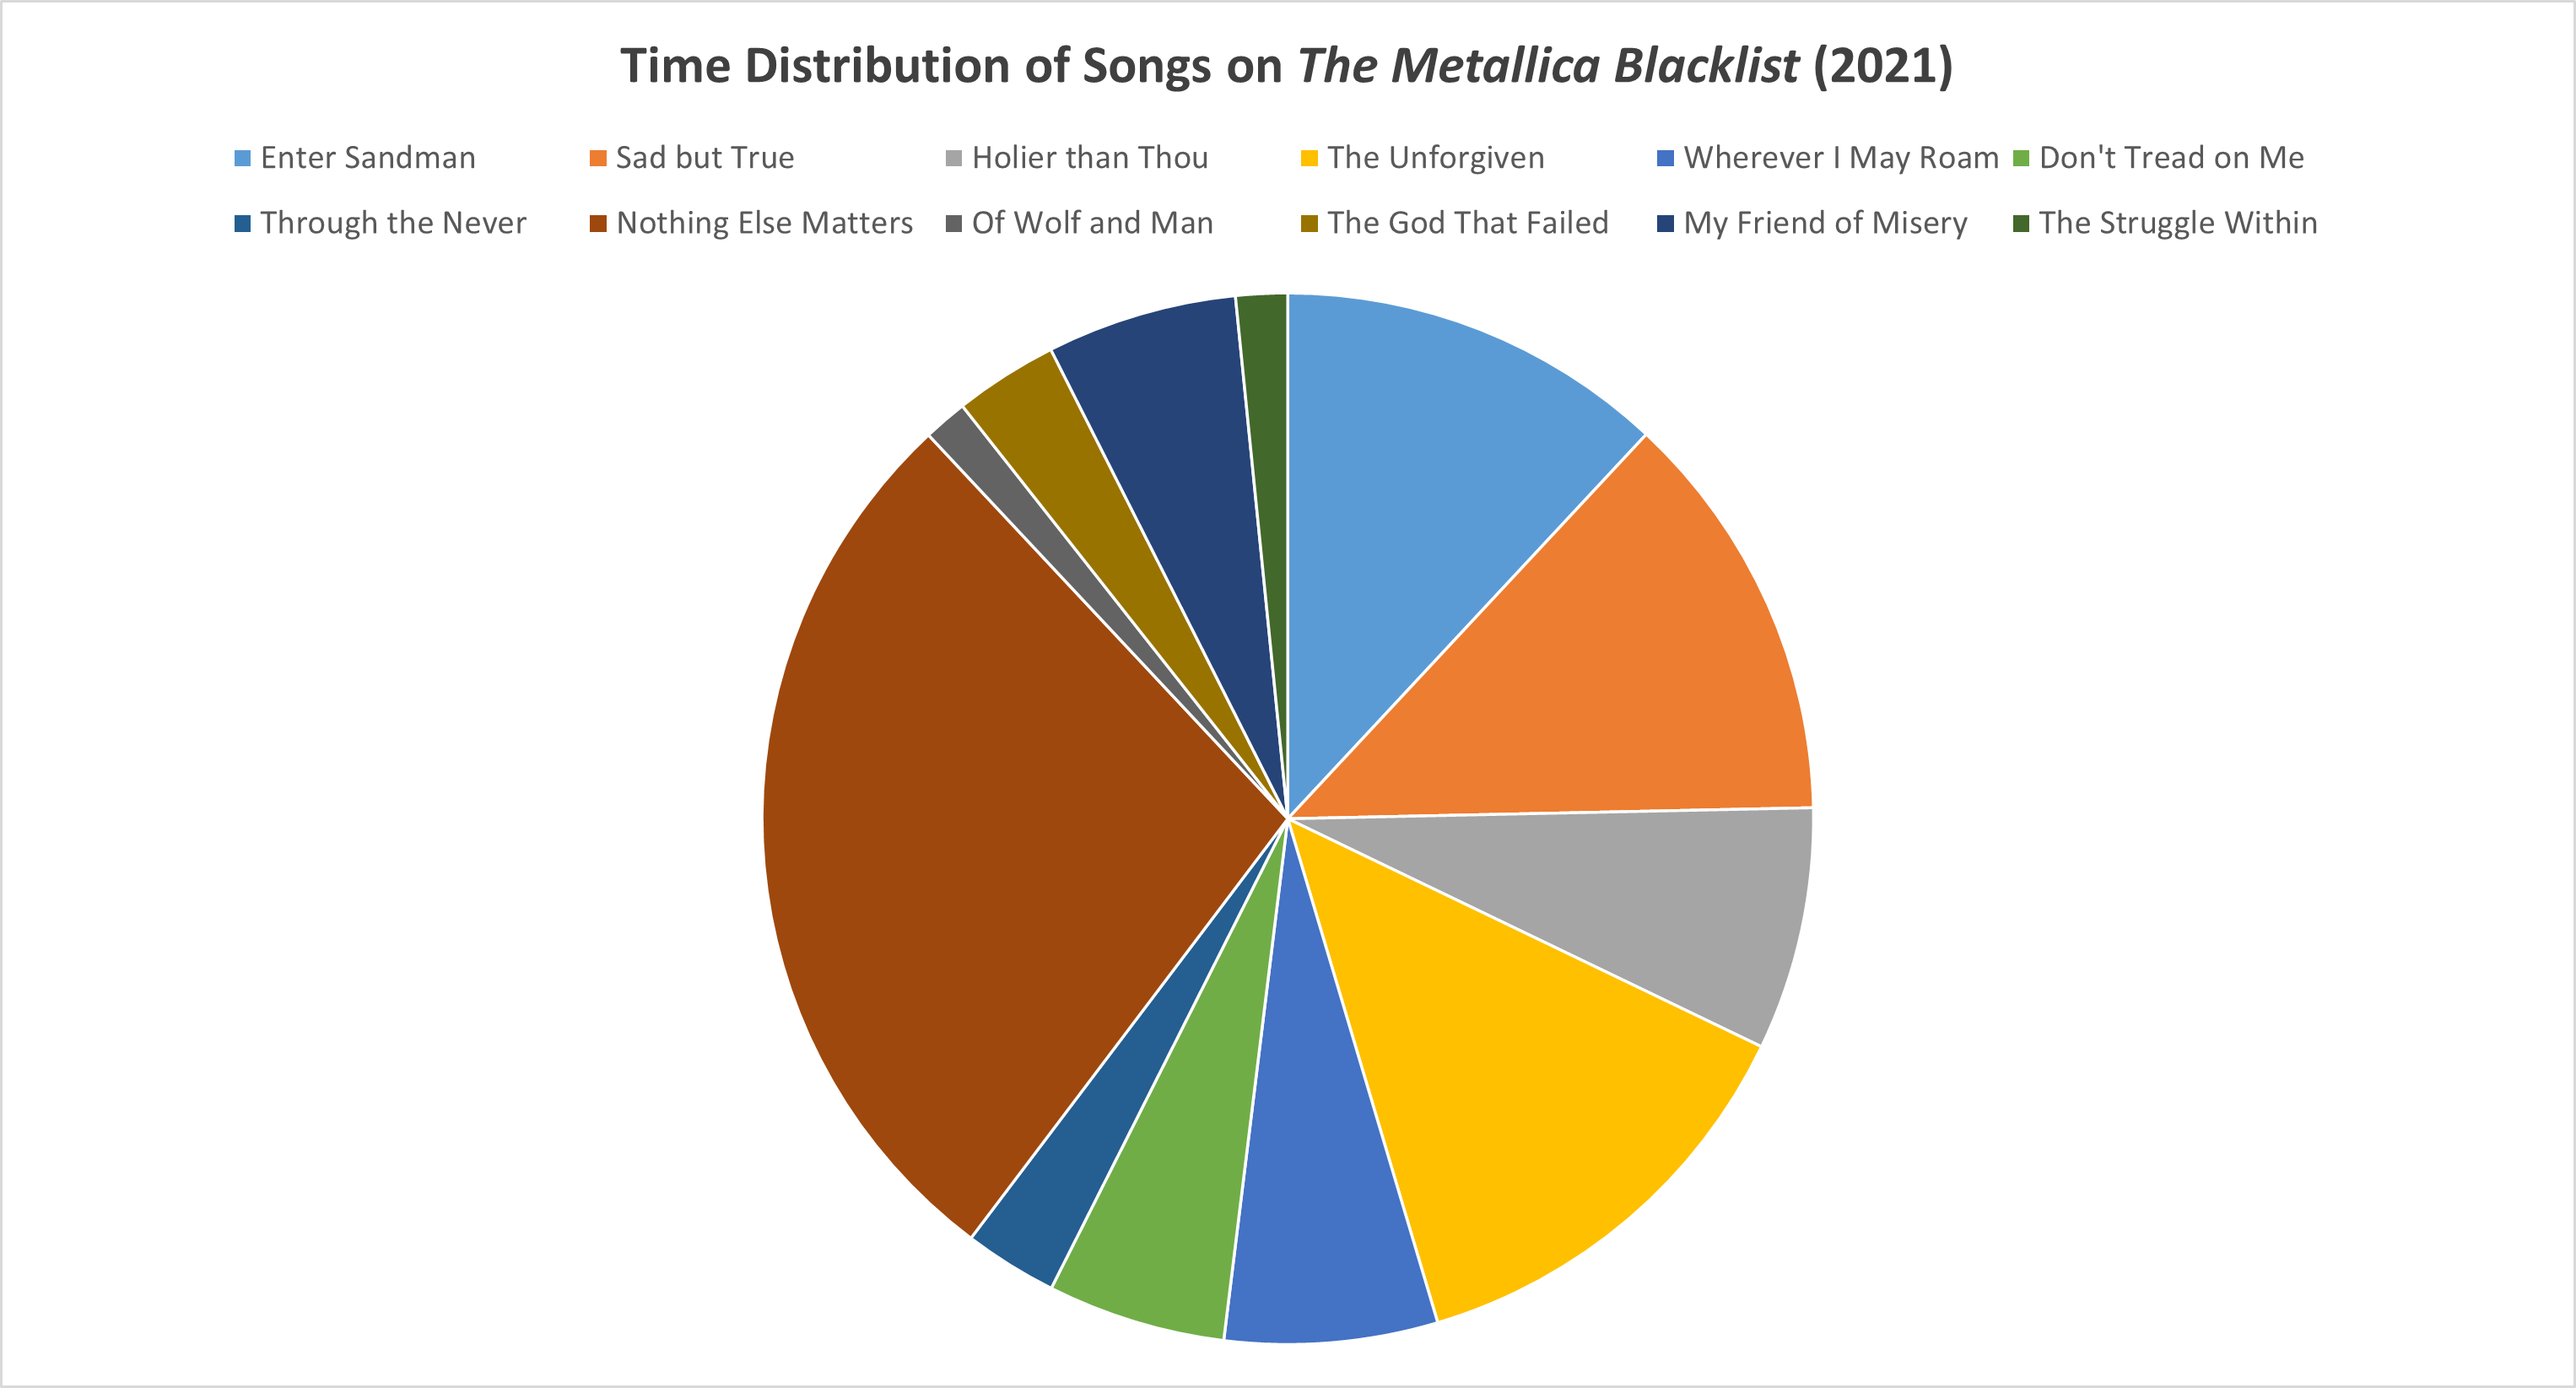 Time Distribution of Songs on The Metallica Blacklist (2021)
Enter Sandman Sad but True Holier than Thou The Unforgiven Wherever I May Roam Don't Tread on Me
Through the Never Nothing Else Matters Of Wolf and Man The God That Failed My Friend of Misery The Struggle Within